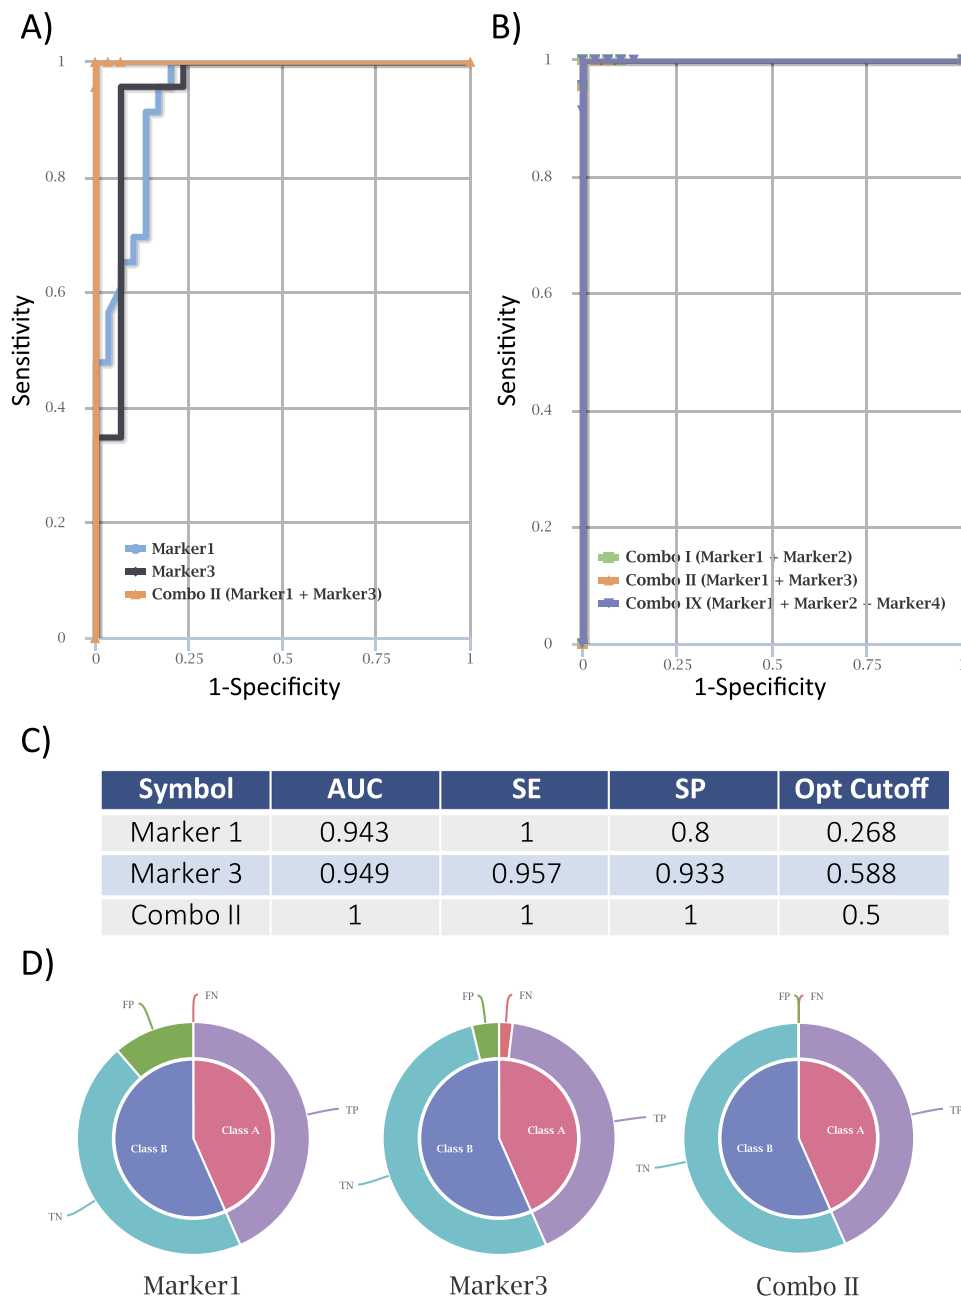 A)
1
0.8
0.6
0.4
0.2
0
0
0.25
0.5
0.75
1
Sensitivity
1-Specificity
Marker1
Marker3
Combo II (Marker1 + Marker3)
B)
1
0.8
0.6
0.4
0.2
0
0
0.25
0.5
0.75
Sensitivity
1-Specificity
Combo I (Marker1 + Marker2)
Combo II (Marker1 + Marker3)
Combo IX (Marker1 + Marker2 + Marker4)
C)
Symbol AUC SE SP Opt Cutoff
Marker 1 0.943 1 0.8 0.268
Marker 3 0.949 0.957 0.933 0.588
Combo II 1 1 1 0.5
D)
FP FN
Class B Class A
TP
TN
Marker1
FP FN
Class B Class A
TP
TN
Marker3
FP FN
Class B Class A
TP
TN
Combo II